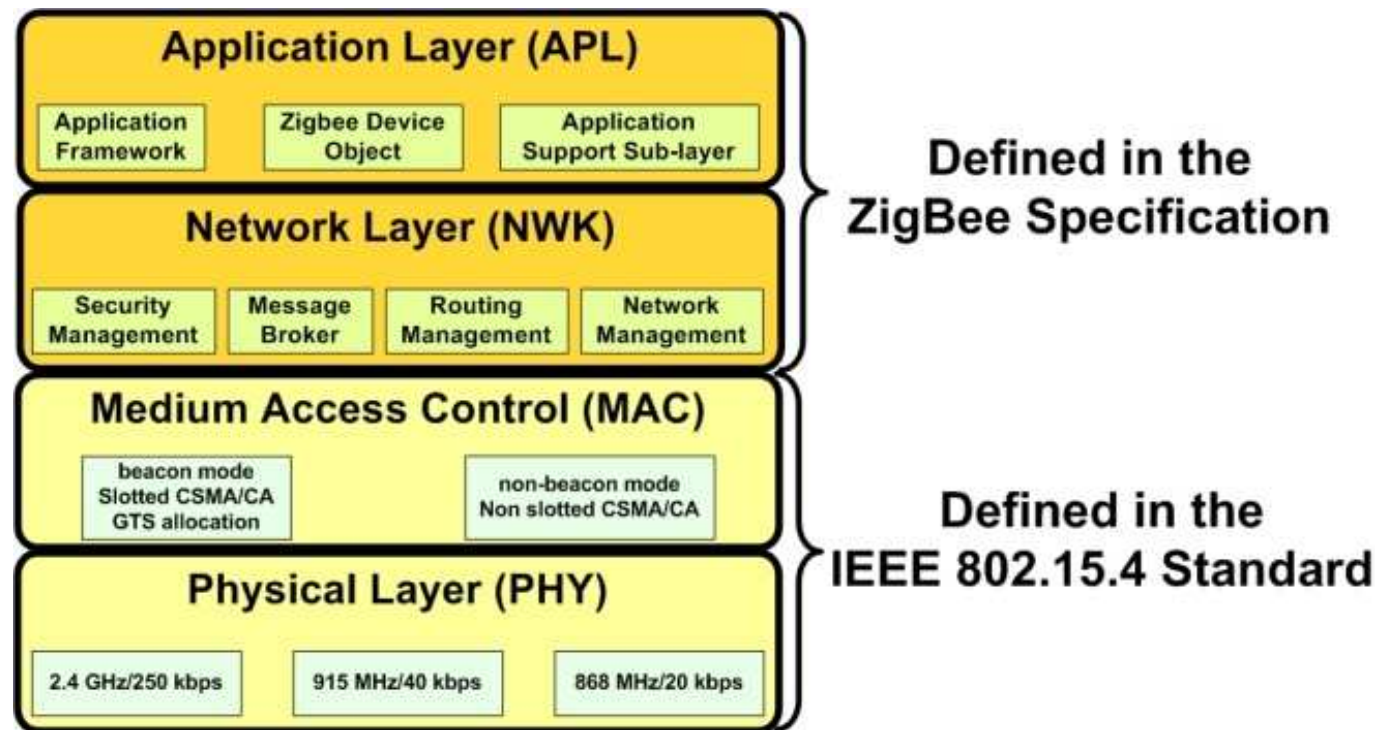 Application Layer (APL)
Application
Framework
Zigbee Device
Object
Application
Support Sub-layer
Network Layer (NWK)
Security
Management
Message
Broker
Routing
Management
Network
Management
Defined in the
ZigBee Specification
Medium Access Control (MAC)
beacon mode
Slotted CSMA/CA
GTS allocation
non-beacon mode
Non slotted CSMA/CA
Physical Layer (PHY)
2.4 GHz/250 kbps
915 MHz/40 kbps
868 MHz/20 kbps
Defined in the
IEEE 802.15.4 Standard